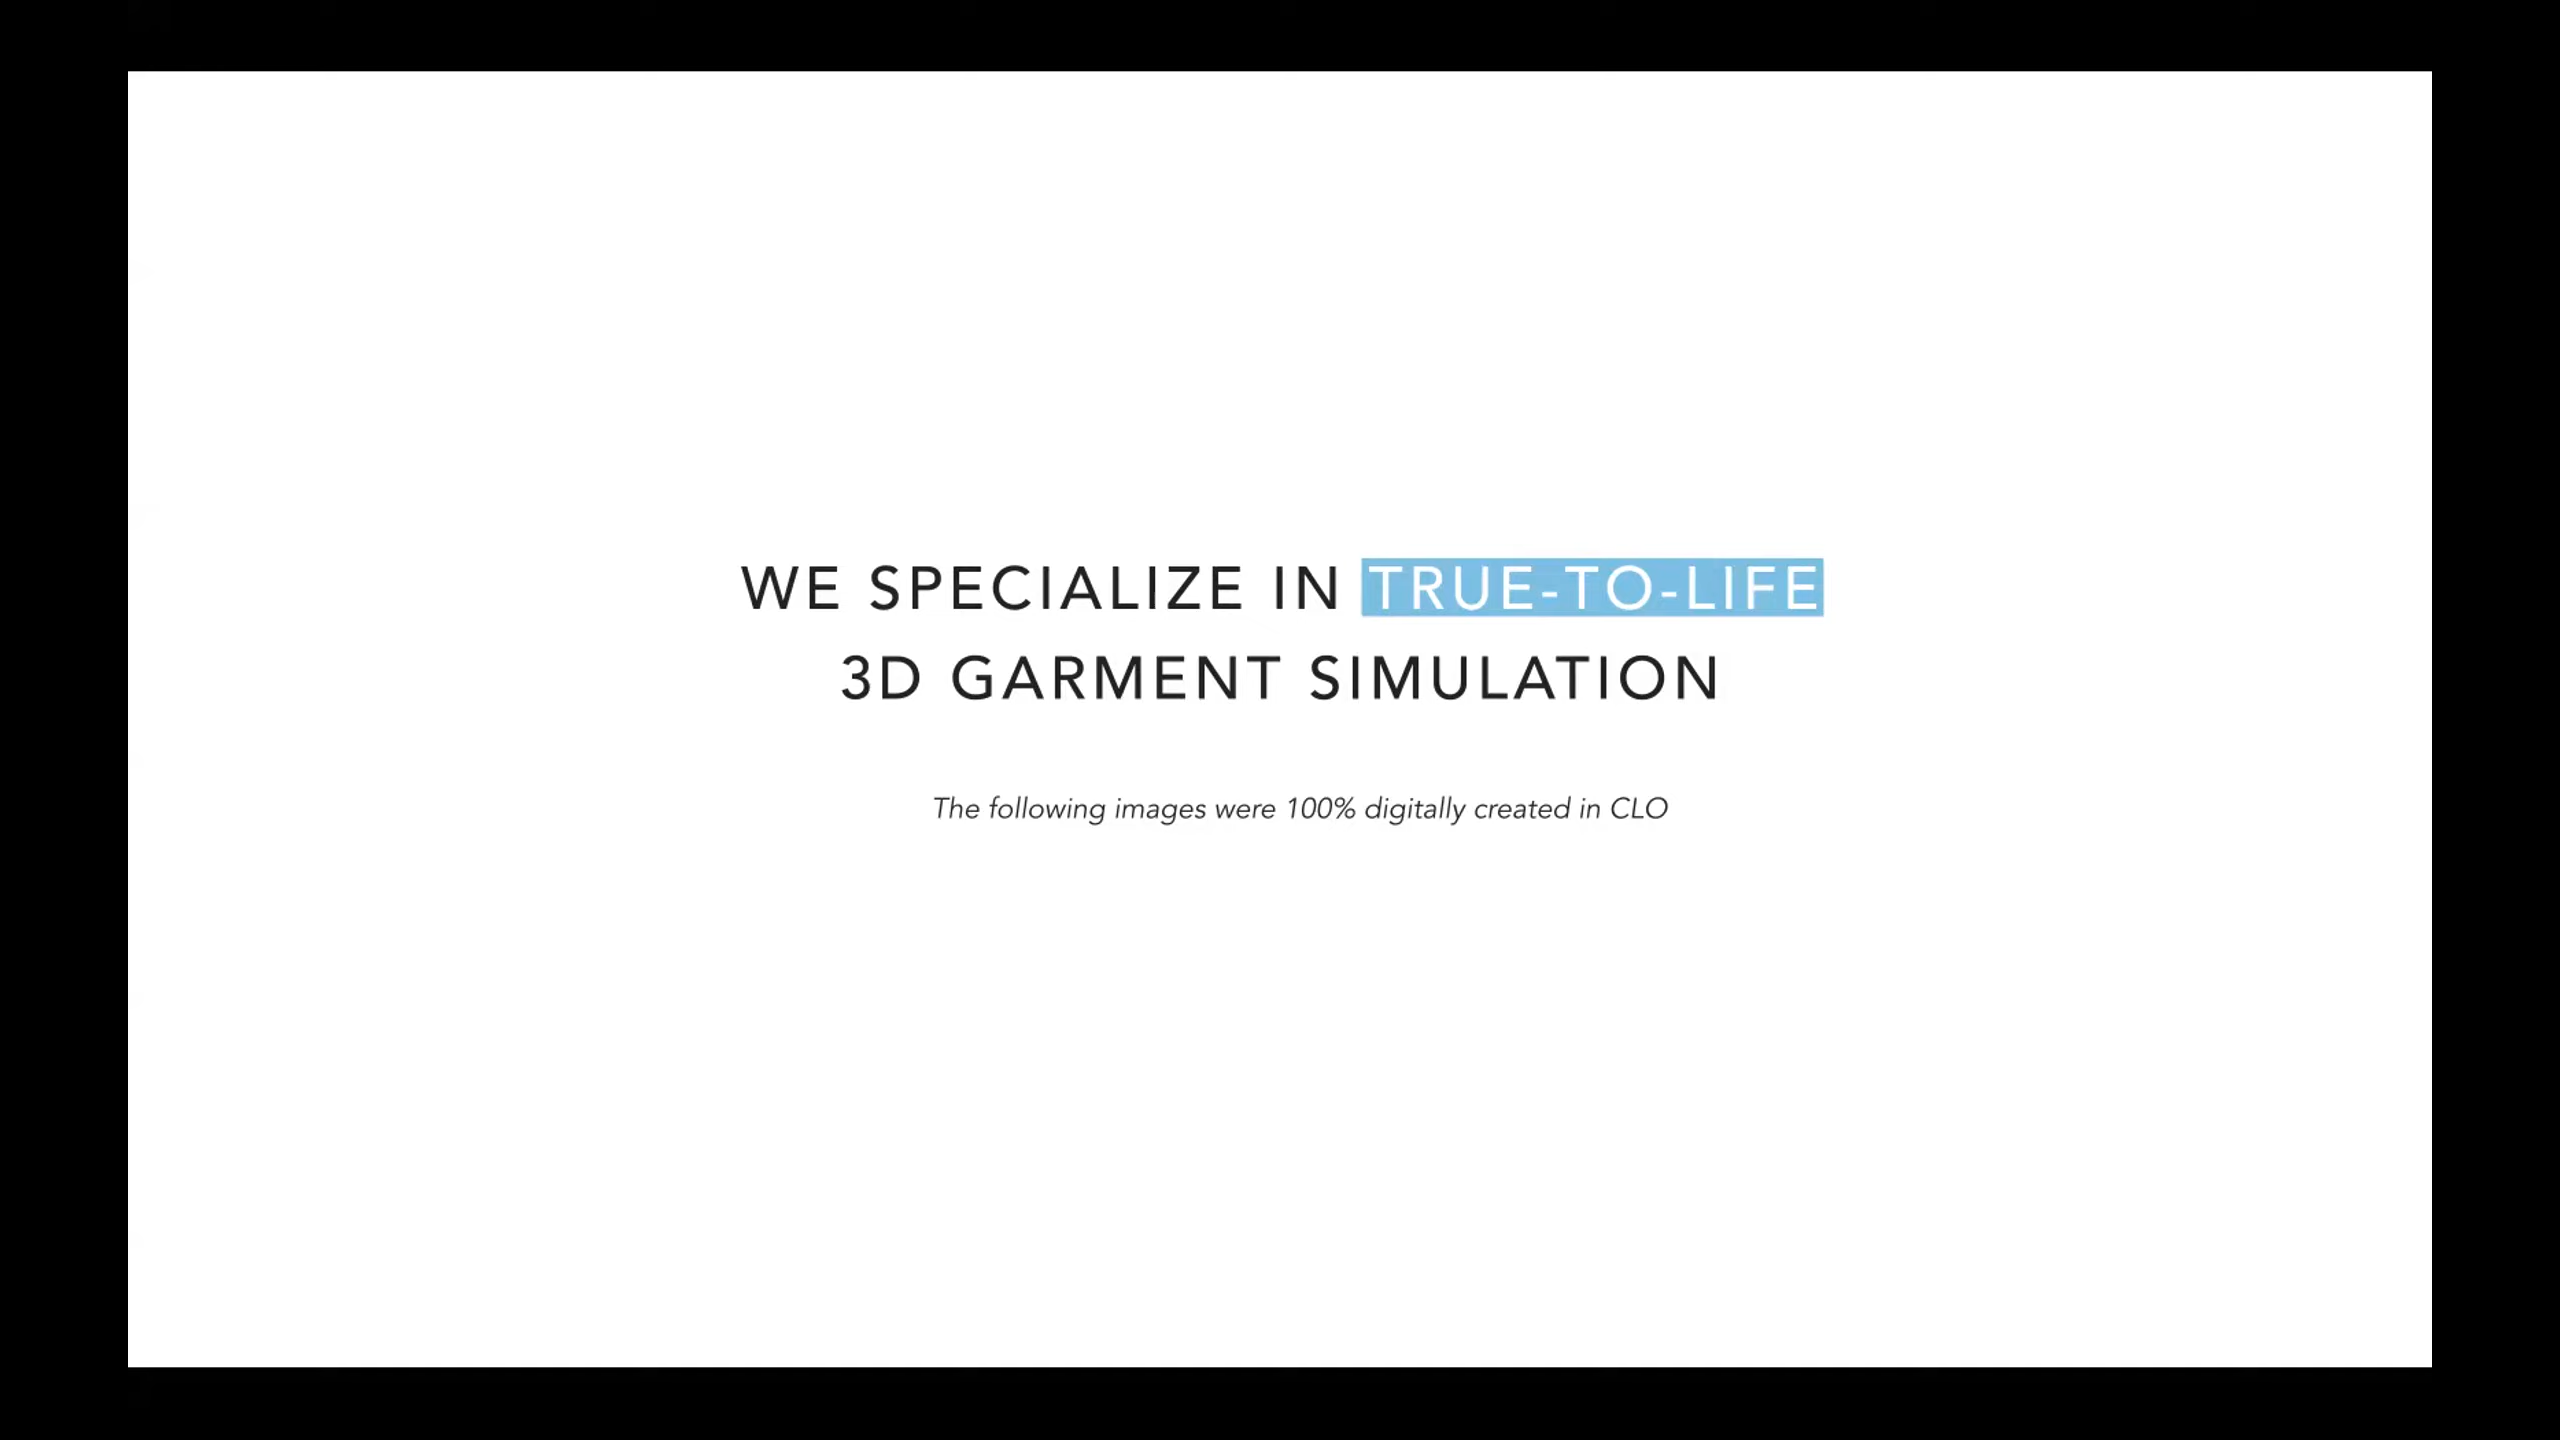 WE SPECIALIZE IN TRUE-TO-LIFE
3D GARMENT SIMULATION
The following images were 100% digitally created in CLO